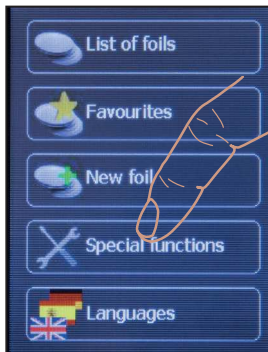 List of foils
Favourites
New foil
Special functions
Languages